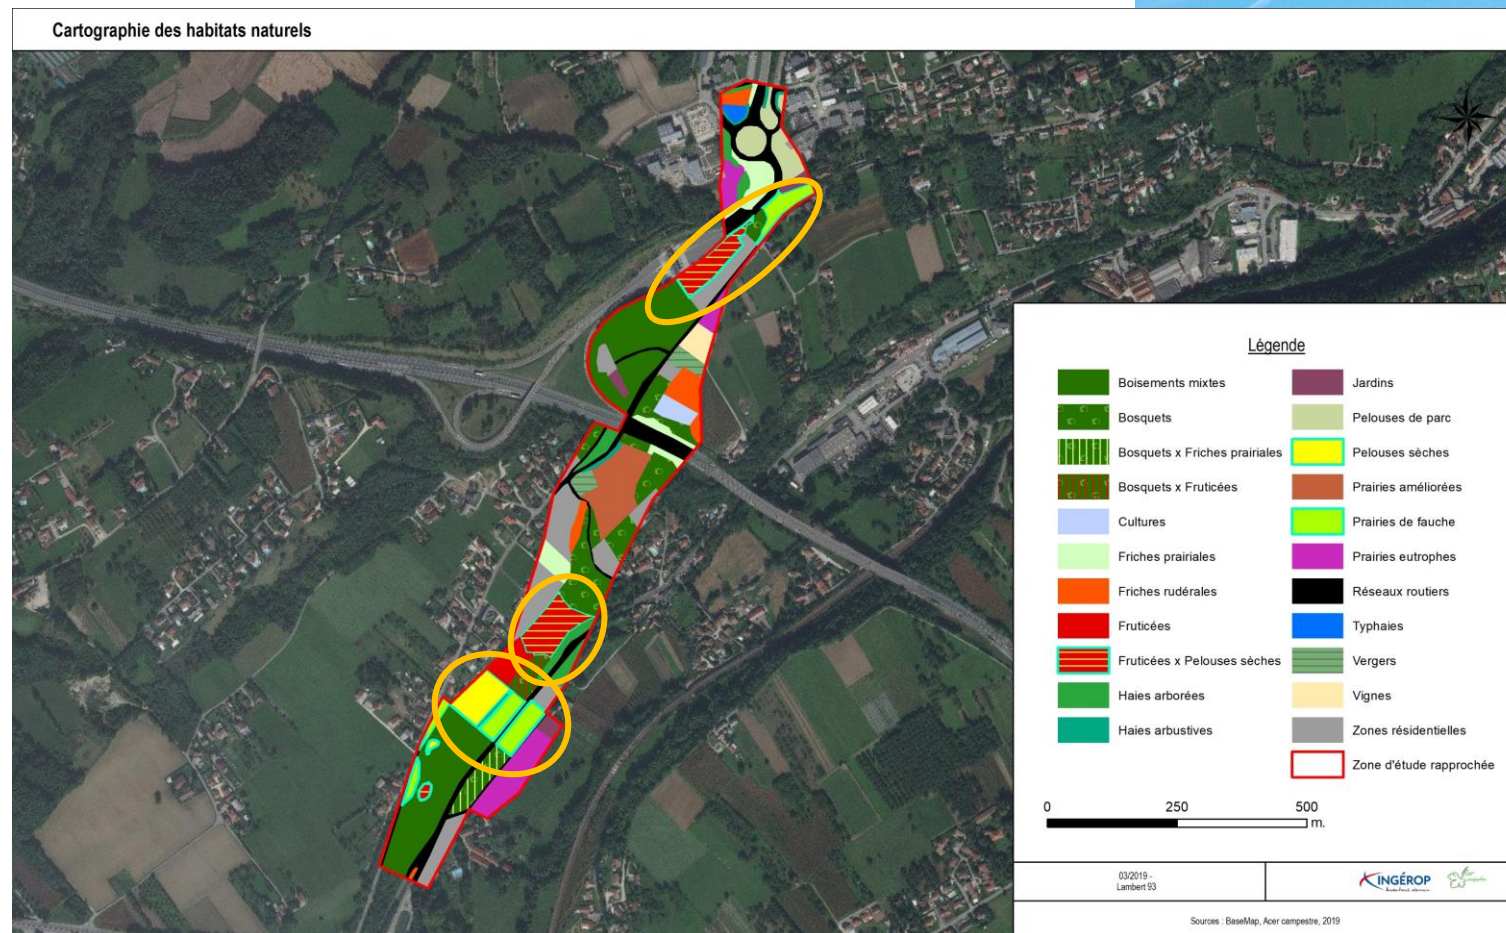 Cartographie des habitats naturels
Légende
Boisements mixtes
Bosquets
Bosquets x Friches prairiales
Bosquets x Fruticées
Cultures
Friches prairiales
Friches rudérales
Fruticées
Fruticées x Pelouses sèches
Haies arborées
Haies arbustives
Jardins
Pelouses de parc
Pelouses sèches
Prairies améliorées
Prairies de fauche
Prairies eutrophes
Réseaux routiers
Typhaies
Vergers
Vignes
Zones résidentielles
Zone d'étude rapprochée
0 250 500
m.
03/2019 -
Lambert 93
INGÉROP
Sources : BaseMap, Acer campestre, 2019